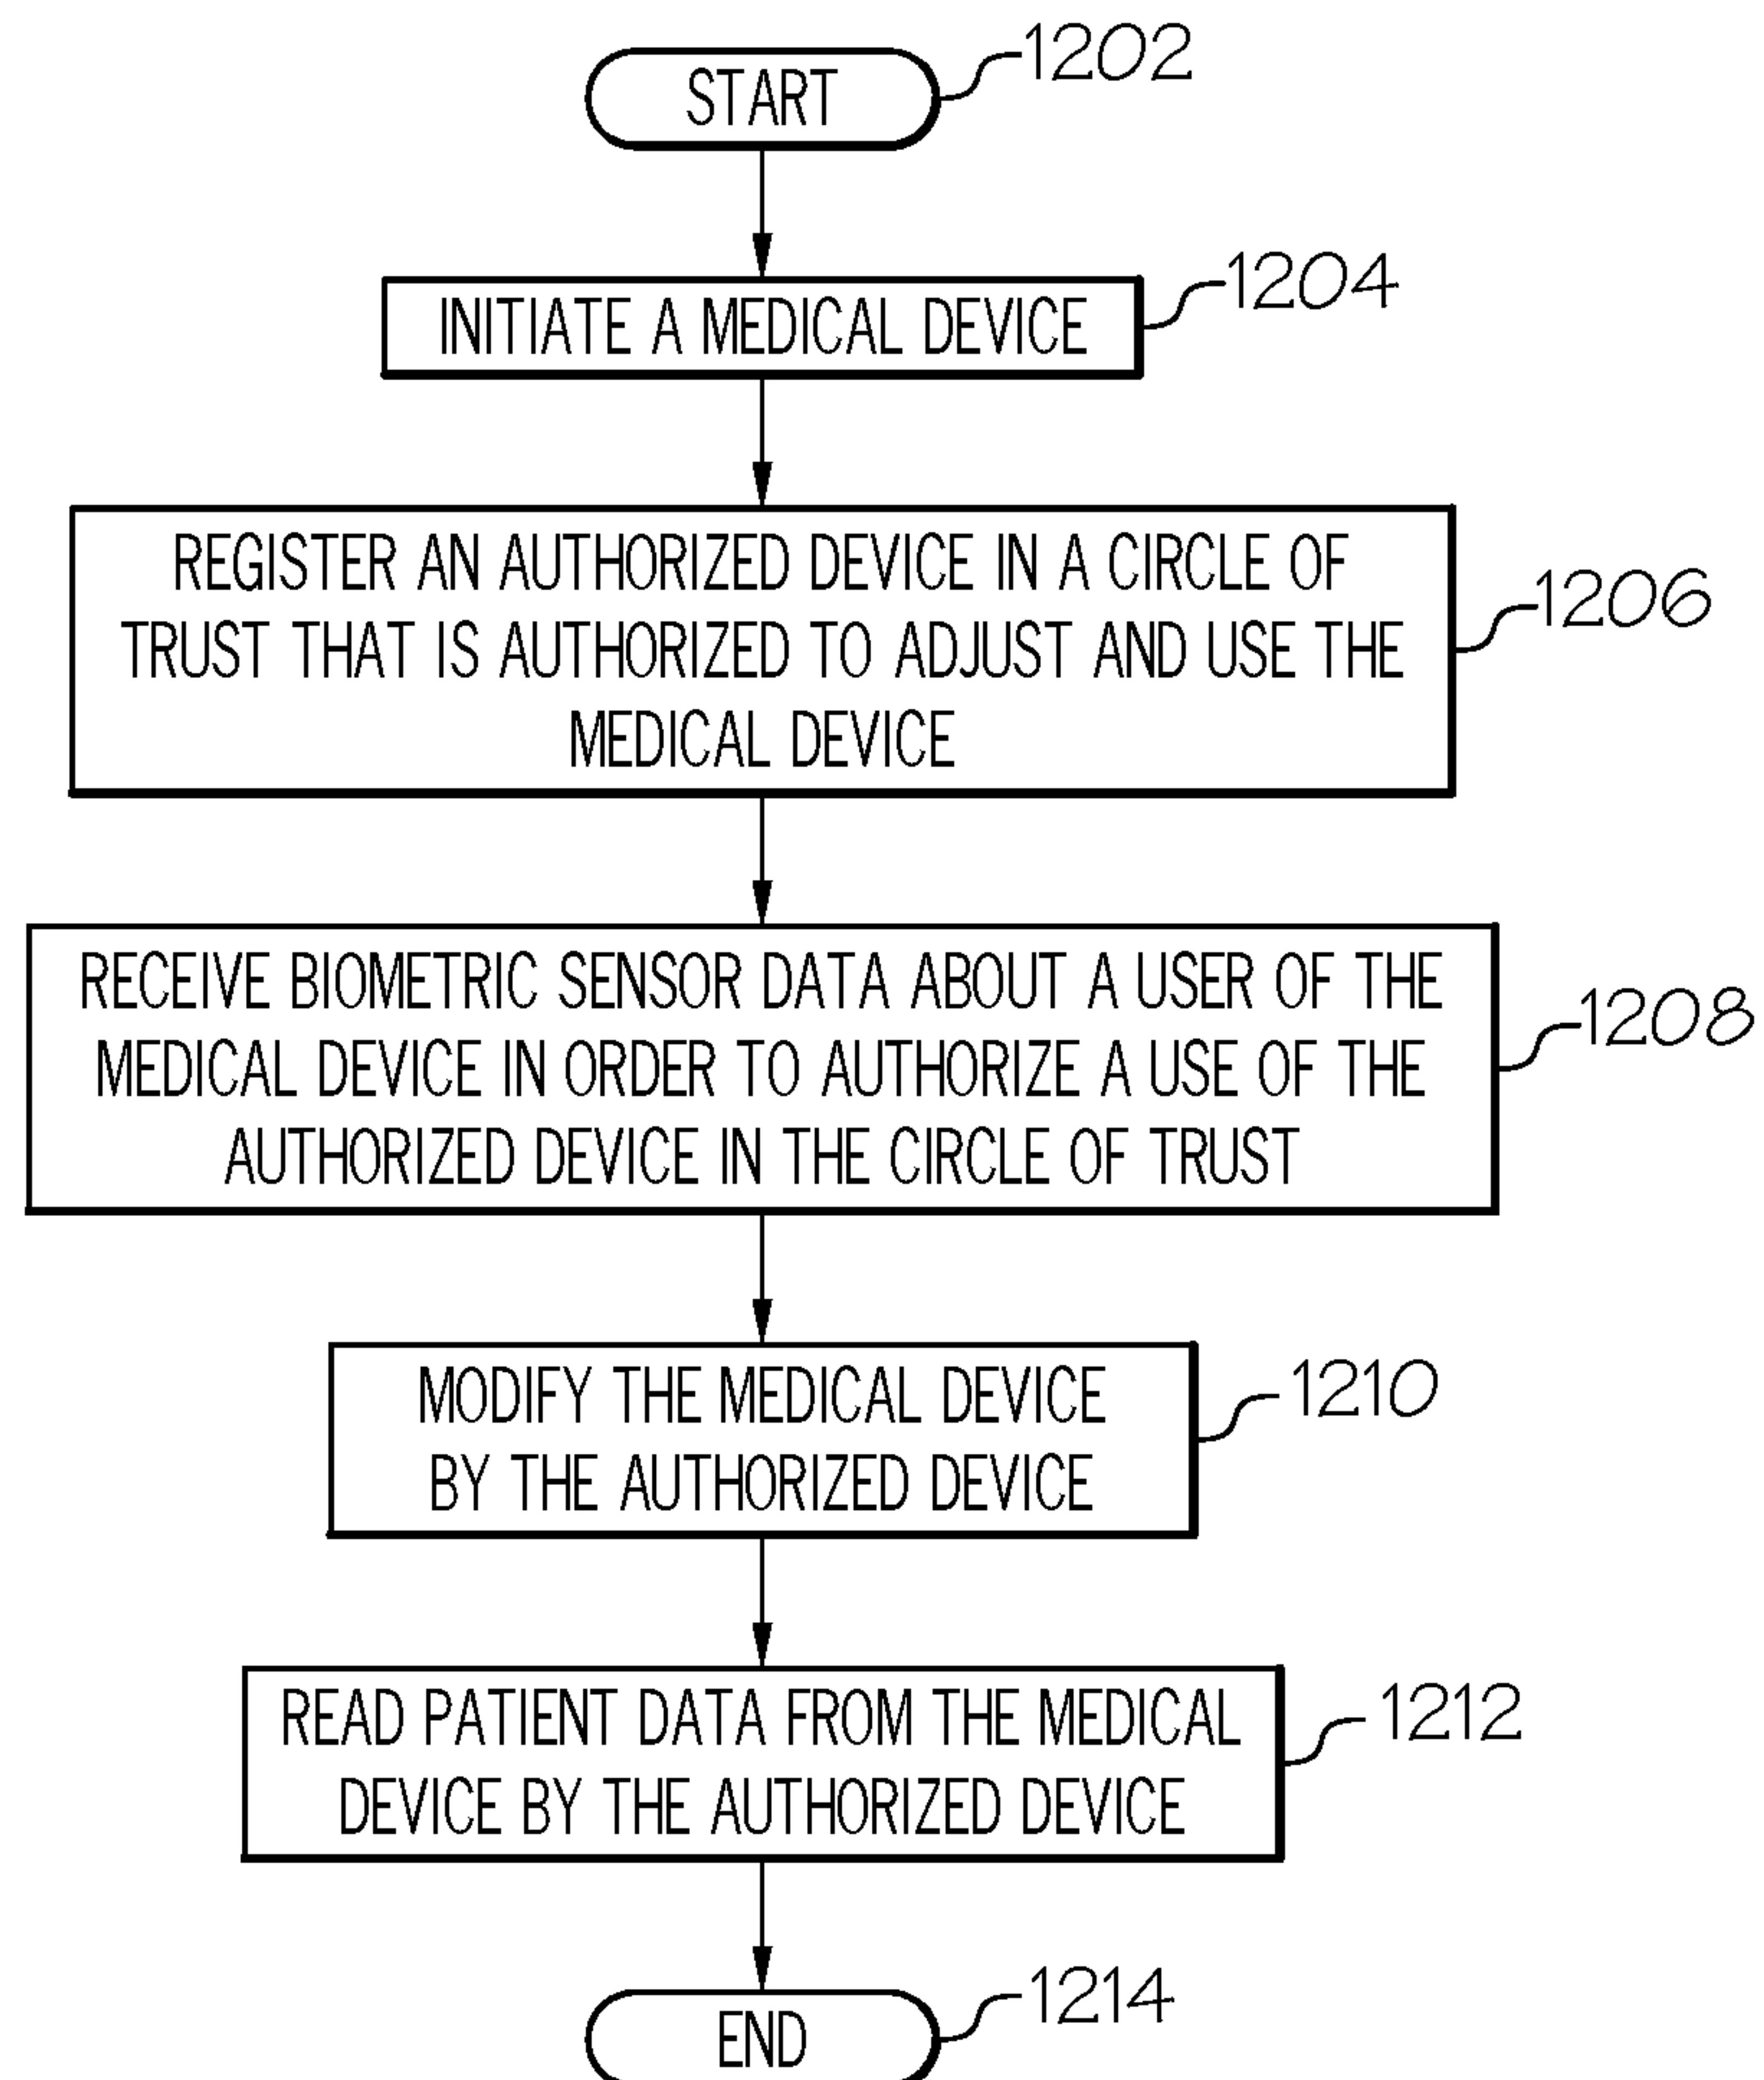 START
1202
INITIATE A MEDICAL DEVICE
1204
REGISTER AN AUTHORIZED DEVICE IN A CIRCLE OF
TRUST THAT IS AUTHORIZED TO ADJUST AND USE THE
MEDICAL DEVICE
1206
RECEIVE BIOMETRIC SENSOR DATA ABOUT A USER OF THE
MEDICAL DEVICE IN ORDER TO AUTHORIZE A USE OF THE
AUTHORIZED DEVICE IN THE CIRCLE OF TRUST
1208
MODIFY THE MEDICAL DEVICE
BY THE AUTHORIZED DEVICE
1210
READ PATIENT DATA FROM THE MEDICAL
DEVICE BY THE AUTHORIZED DEVICE
1212
END
1214